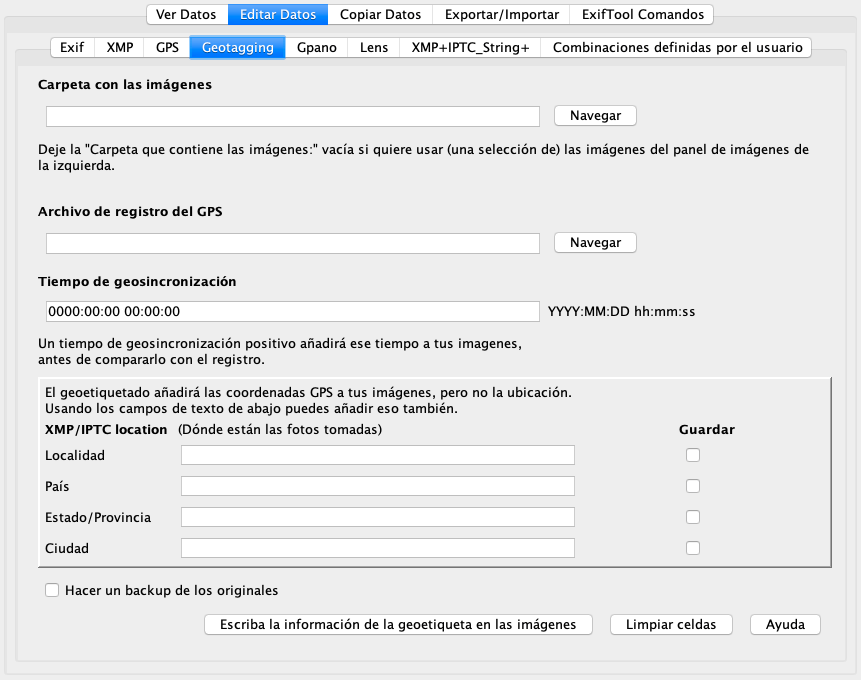 Ver Datos Editar Datos Copiar Datos Exportar/Importar ExifTool Comandos
Exif XMP GPS Geotagging Gpano Lens XMP+IPTC_String+ Combinaciones definidas por el usuario
Carpeta con las imágenes
Navegar
Deje la "Carpeta que contiene las imágenes:" vacía si quiere usar (una selección de) las imágenes del panel de imágenes de
la izquierda.
Archivo de registro del GPS
Navegar
Tiempo de geosincronización
0000:00:00 00:00:00 YYYY:MM:DD hh:mm:ss
Un tiempo de geosincronización positivo añadirá ese tiempo a tus imagenes,
antes de compararlo con el registro.
El geoetiquetado añadirá las coordenadas GPS a tus imágenes, pero no la ubicación.
Usando los campos de texto de abajo puedes añadir eso también.
XMP/IPTC location (Dónde están las fotos tomadas) Guardar
Localidad
País
Estado/Provincia
Ciudad
Hacer un backup de los originales
Escriba la información de la geoetiqueta en las imágenes Limpiar celdas Ayuda